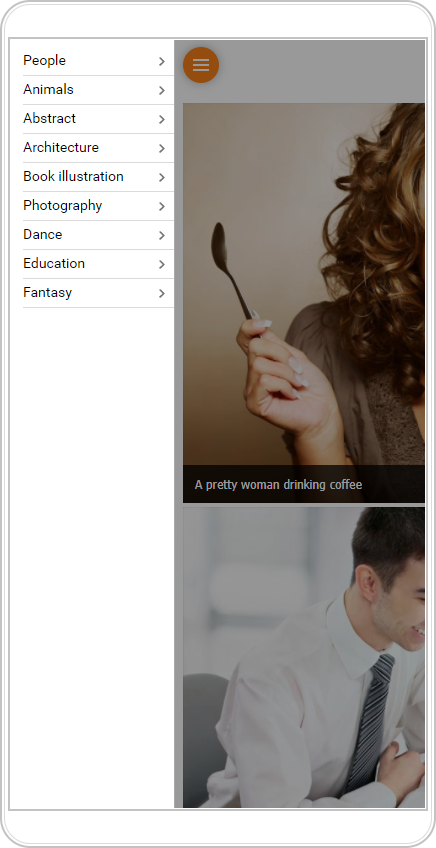 People
Animals
Abstract
Architecture
Book illustration
Photography
Dance
Education
Fantasy
A pretty woman drinking coffee